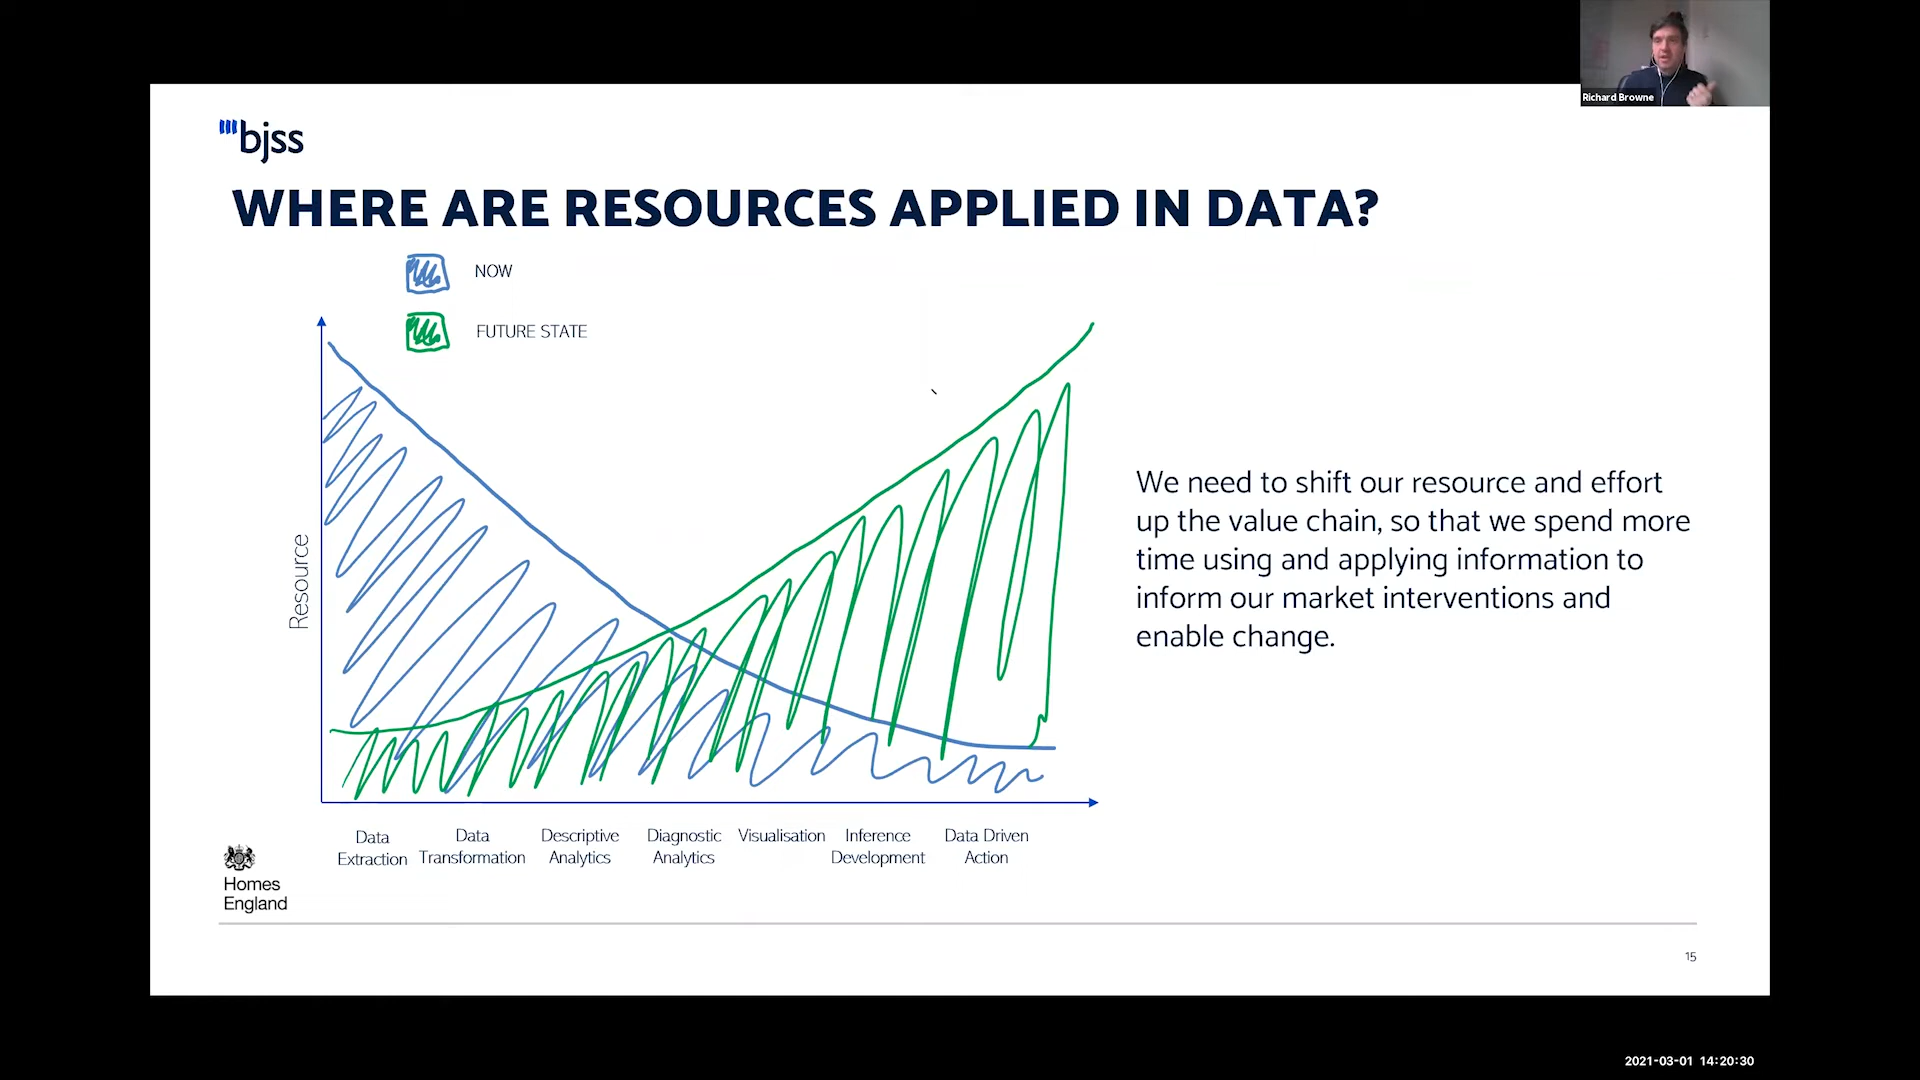 Richard Browne
bjss
WHERE ARE RESOURCES APPLIED IN DATA?
NOW
FUTURE STATE
Resource
Data
Extraction
Data
Transformation
Descriptive
Analytics
Diagnostic
Analytics
Visualisation
Inference
Development
Data Driven
Action
We need to shift our resource and effort
up the value chain, so that we spend more
time using and applying information to
inform our market interventions and
enable change.
Homes
England
15
2021-03-01 14:20:30